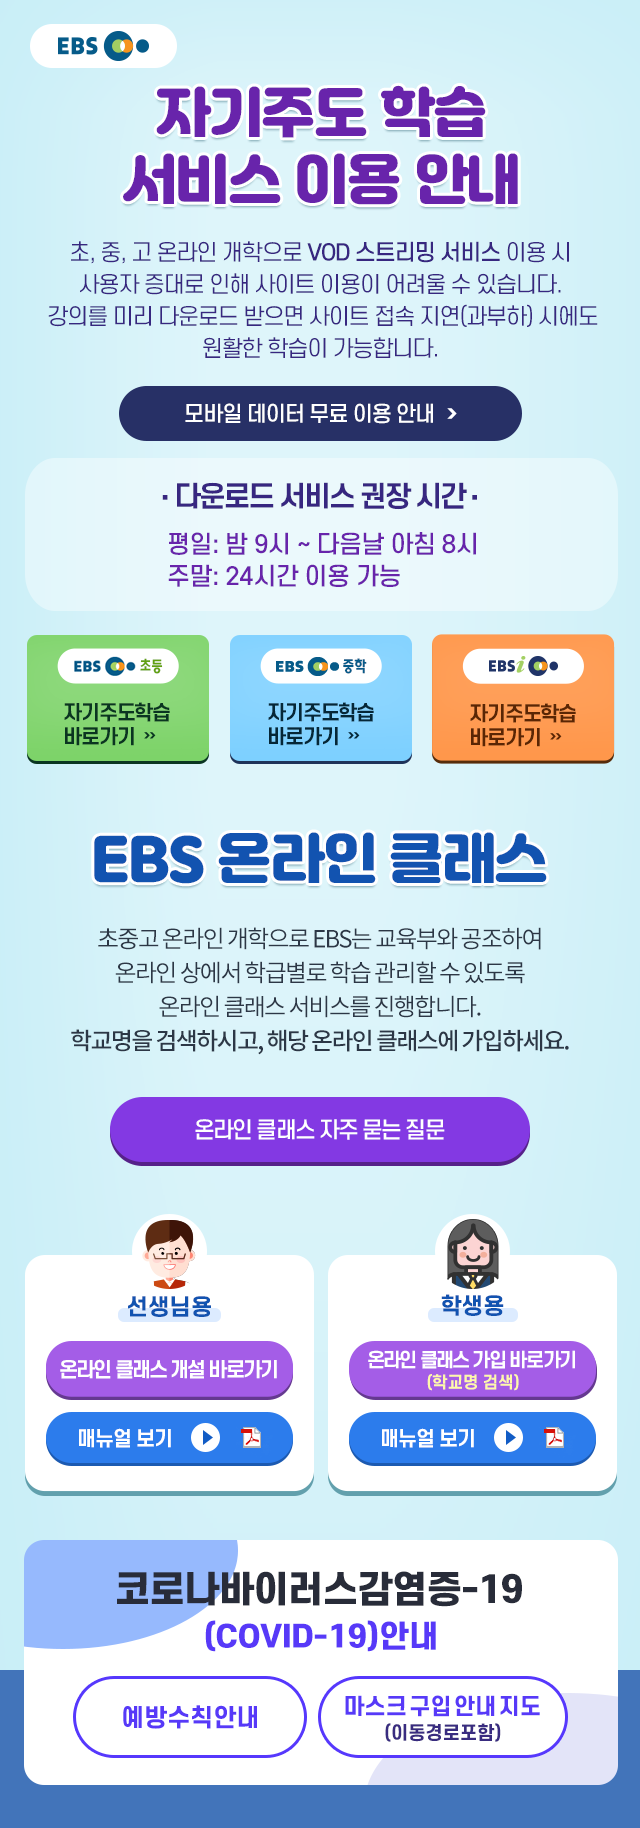 EBS
자기주도 학습
서비스 이용 안내
초, 중, 고 온라인 개학으로 VOD 스트리밍 서비스 이용 시
사용자 증대로 인해 사이트 이용이 어려울 수 있습니다.
강의를 미리 다운로드 받으면 사이트 접속 지연(과부하) 시에도
원활한 학습이 가능합니다.
모바일 데이터 무료 이용 안내 >
· 다운로드 서비스 권장 시간 ·
평일: 밤 9시 ~ 다음날 아침 8시
주말: 24시간 이용 가능
EBS 초등
자기주도학습
바로가기 >>
EBS 중학
자기주도학습
바로가기 >>
EBSi
자기주도학습
바로가기 >>
EBS 온라인 클래스
초중고 온라인 개학으로 EBS는 교육부와 공조하여
온라인 상에서 학급별로 학습 관리할 수 있도록
온라인 클래스 서비스를 진행합니다.
학교명을 검색하시고, 해당 온라인 클래스에 가입하세요.
온라인 클래스 자주 묻는 질문
선생님용
온라인 클래스 개설 바로가기
매뉴얼 보기
학생용
온라인 클래스 가입 바로가기
(학교명 검색)
매뉴얼 보기
코로나바이러스감염증-19
(COVID-19)안내
예방수칙안내
마스크 구입 안내 지도
(이동경로포함)